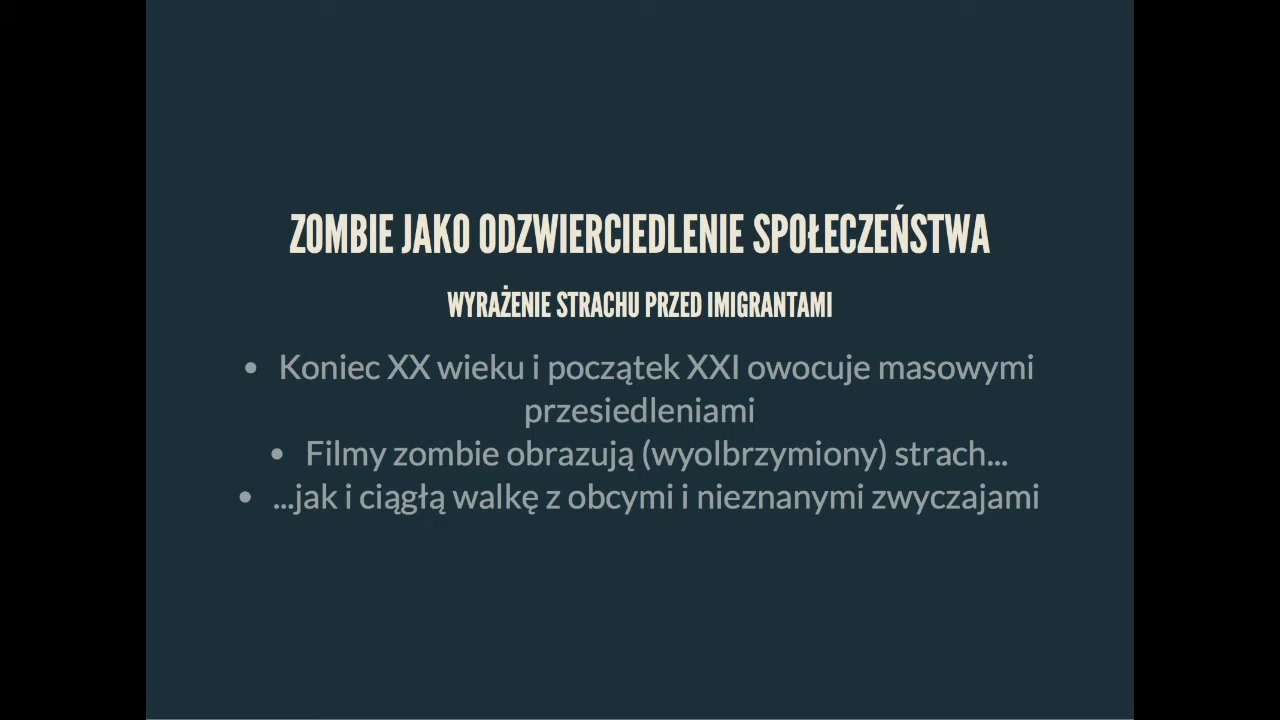 ZOMBIE JAKO ODZWIERCIEDLENIE SPOŁECZEŃSTWA
WYRAŻENIE STRACHU PRZED IMIGRANTAMI
• Koniec XX wieku i początek XXI owocuje masowymi
przesiedleniami
• Filmy zombie obrazują (wyolbrzymiony) strach...
• ...jak i ciągłą walkę z obcymi i nieznanymi zwyczajami